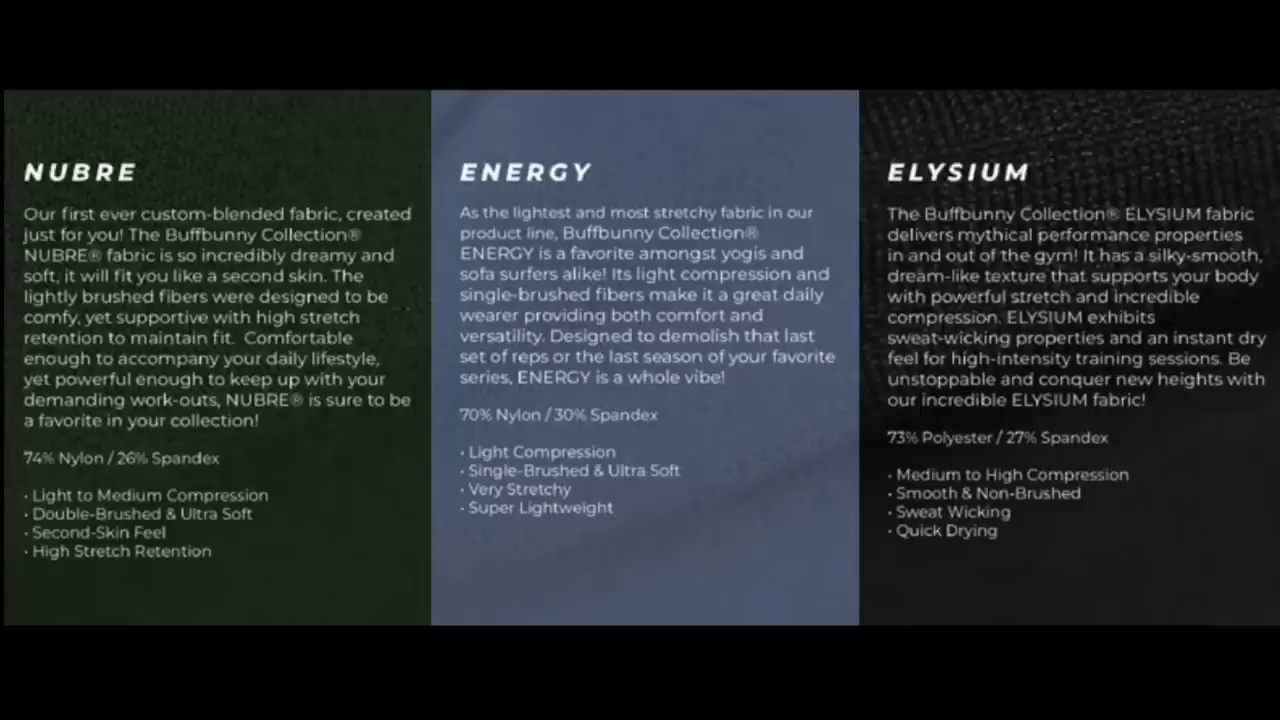 NUBRE
Our first ever custom-blended fabric, created
just for you! The Buffbunny Collection®
NUBRE® fabric is so incredibly dreamy and
soft, it will fit you like a second skin. The
lightly brushed fibers were designed to be
comfy, yet supportive with high stretch
retention to maintain fit. Comfortable
enough to accompany your daily lifestyle,
yet powerful enough to keep up with your
demanding work-outs, NUBRE® is sure to be
a favorite in your collection!
74% Nylon / 26% Spandex
• Light to Medium Compression
• Double-Brushed & Ultra Soft
• Second-Skin Feel
• High Stretch Retention
ENERGY
As the lightest and most stretchy fabric in our
product line, Buffbunny Collection®
ENERGY is a favorite amongst yogis and
sofa surfers alike! Its light compression and
single-brushed fibers make it a great daily
wearer providing both comfort and
versatility. Designed to demolish that last
set of reps or the last season of your favorite
series, ENERGY is a whole vibe!
70% Nylon / 30% Spandex
• Light Compression
• Single-Brushed & Ultra Soft
• Very Stretchy
• Super Lightweight
ELYSIUM
The Buffbunny Collection® ELYSIUM fabric
delivers mythical performance properties
in and out of the gym! It has a silky-smooth,
dream-like texture that supports your body
with powerful stretch and incredible
compression. ELYSIUM exhibits
sweat-wicking properties and an instant dry
feel for high-intensity training sessions. Be
unstoppable and conquer new heights with
our incredible ELYSIUM fabric!
73% Polyester / 27% Spandex
• Medium to High Compression
• Smooth & Non-Brushed
• Sweat Wicking
• Quick Drying